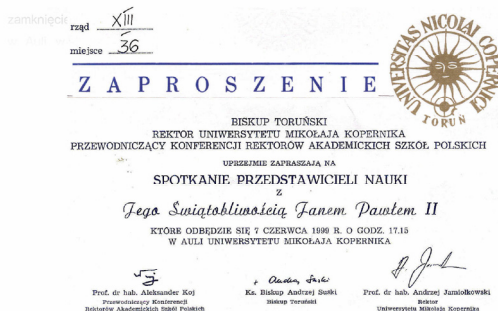 zamknięcie
rząd XIII
miejsce 36
UNIVERSITAS NICOLAI COPERNICI
TORUŃ
ZAPROSZENIE
BISKUP TORUŃSKI
REKTOR UNIWERSYTETU MIKOŁAJA KOPERNIKA
PRZEWODNICZĄCY KONFERENCJI REKTORÓW AKADEMICKICH SZKÓŁ POLSKICH
UPRZEJMIE ZAPRASZAJĄ NA
SPOTKANIE PRZEDSTAWICIELI NAUKI
Z
Jego Świątobliwością Janem Pawłem II
KTÓRE ODBĘDZIE SIĘ 7 CZERWCA 1999 R. O GODZ. 17.15
W AULI UNIWERSYTETU MIKOŁAJA KOPERNIKA
+ Andrzej Suski
Prof. dr hab. Aleksander Koj
Przewodniczący Konferencji
Rektorów Akademickich Szkół Polskich
Ks. Biskup Andrzej Suski
Biskup Toruński
Prof. dr hab. Andrzej Jamiołkowski
Rektor
Uniwersytetu Mikołaja Kopernika